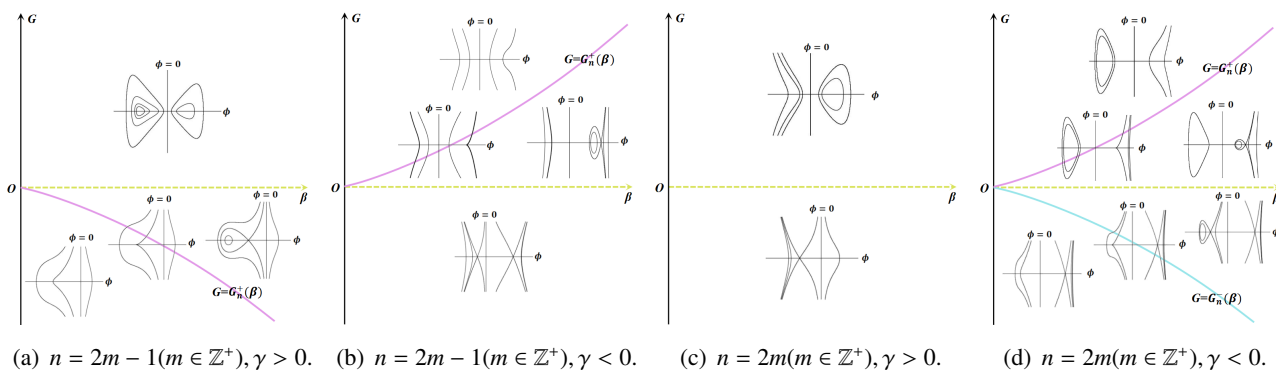 G
ϕ = 0
ϕ
O
β
ϕ = 0
ϕ = 0
ϕ = 0
ϕ
ϕ
ϕ
G=G_n^+(β)
(a) n = 2m − 1(m ∈ ℤ⁺), γ > 0.
G
ϕ = 0
ϕ
G=G_n^+(β)
ϕ = 0
ϕ = 0
ϕ
ϕ
O
β
ϕ = 0
ϕ
(b) n = 2m − 1(m ∈ ℤ⁺), γ < 0.
G
ϕ = 0
ϕ
O
β
ϕ = 0
ϕ
(c) n = 2m(m ∈ ℤ⁺), γ > 0.
G
ϕ = 0
ϕ
G=G_n^+(β)
ϕ = 0
ϕ = 0
ϕ
ϕ
O
β
ϕ = 0
ϕ = 0
ϕ = 0
ϕ
ϕ
ϕ
G=G_n^-(β)
(d) n = 2m(m ∈ ℤ⁺), γ < 0.